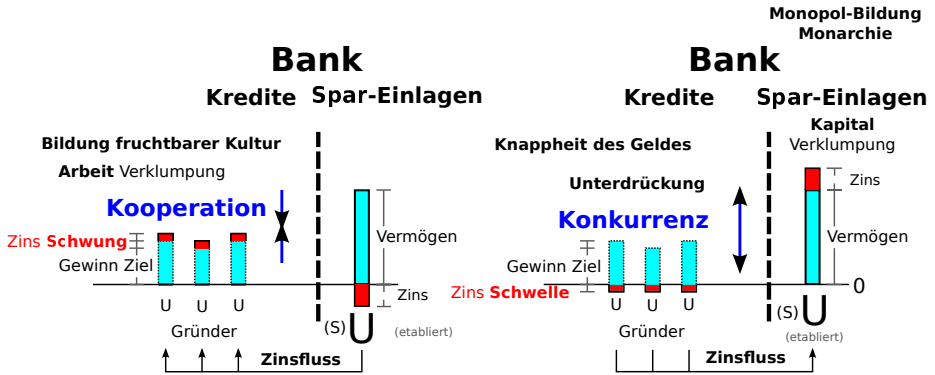 Bank
Kredite
Spar-Einlagen
Bildung fruchtbarer Kultur
Arbeit Verklumpung
Kooperation
Zins Schwung
Gewinn Ziel
Vermögen
Zins
U
U
U
Gründer
(S) U
(etabliert)
Zinsfluss
Monopol-Bildung
Monarchie
Bank
Kredite
Spar-Einlagen
Kapital
Verklumpung
Knappheit des Geldes
Unterdrückung
Konkurrenz
Zins
Vermögen
Gewinn Ziel
Zins Schwelle
0
U
U
U
Gründer
(S) U
(etabliert)
Zinsfluss